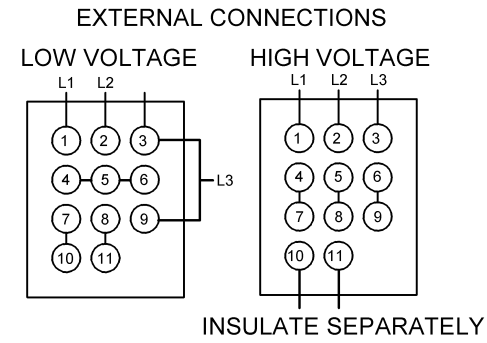 EXTERNAL CONNECTIONS
LOW VOLTAGE HIGH VOLTAGE
L1 L2 L1 L2 L3
1 2 3 1 2 3
4 5 6 L3 4 5 6
7 8 9 7 8 9
10 11 10 11
INSULATE SEPARATELY